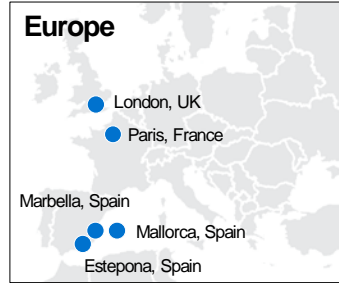 Europe
London, UK
Paris, France
Marbella, Spain
Mallorca, Spain
Estepona, Spain